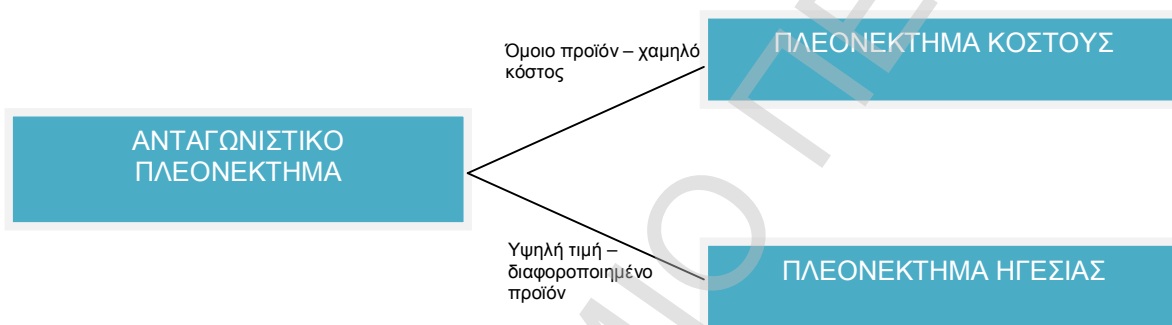 Όμοιο προϊόν – χαμηλό
κόστος
ΠΛΕΟΝΕΚΤΗΜΑ ΚΟΣΤΟΥΣ
ΑΝΤΑΓΩΝΙΣΤΙΚΟ
ΠΛΕΟΝΕΚΤΗΜΑ
Υψηλή τιμή –
διαφοροποιημένο
προϊόν
ΠΛΕΟΝΕΚΤΗΜΑ ΗΓΕΣΙΑΣ